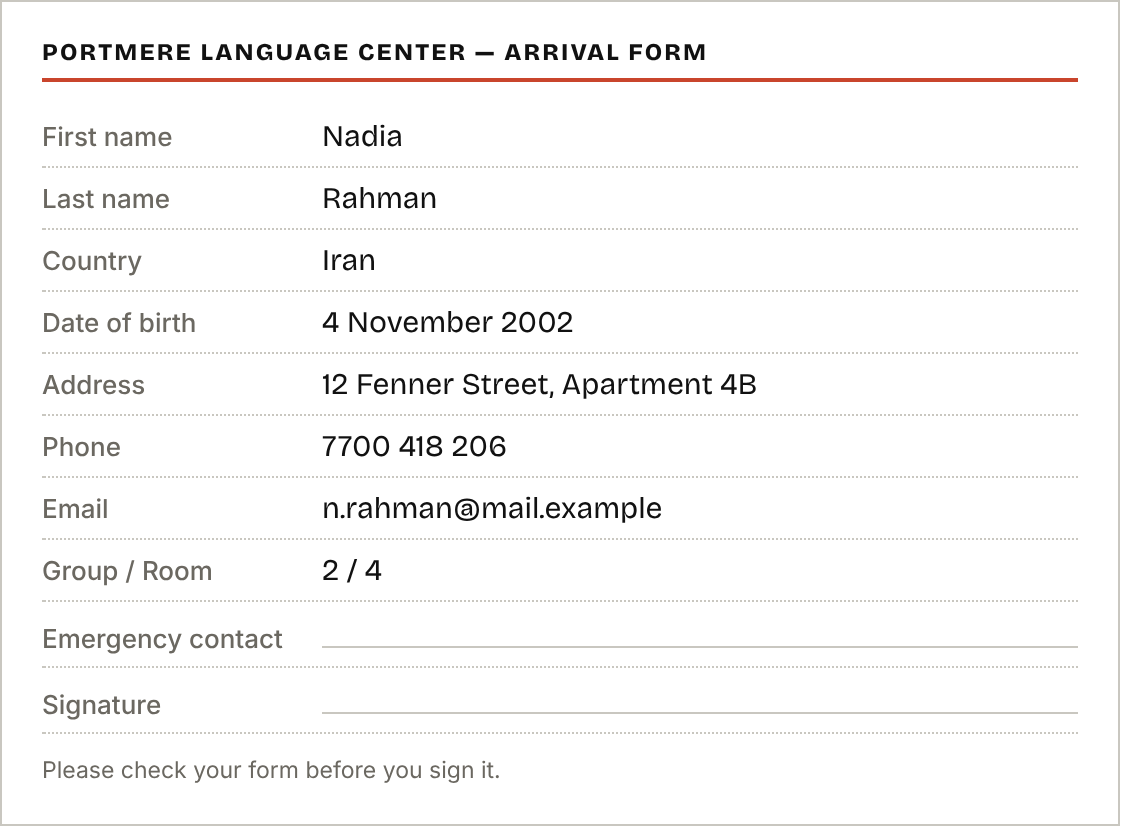 PORTMERE LANGUAGE CENTER — ARRIVAL FORM
First name Nadia
Last name Rahman
Country Iran
Date of birth 4 November 2002
Address 12 Fenner Street, Apartment 4B
Phone 7700 418 206
Email n.rahman@mail.example
Group / Room 2 / 4
Emergency contact
Signature
Please check your form before you sign it.